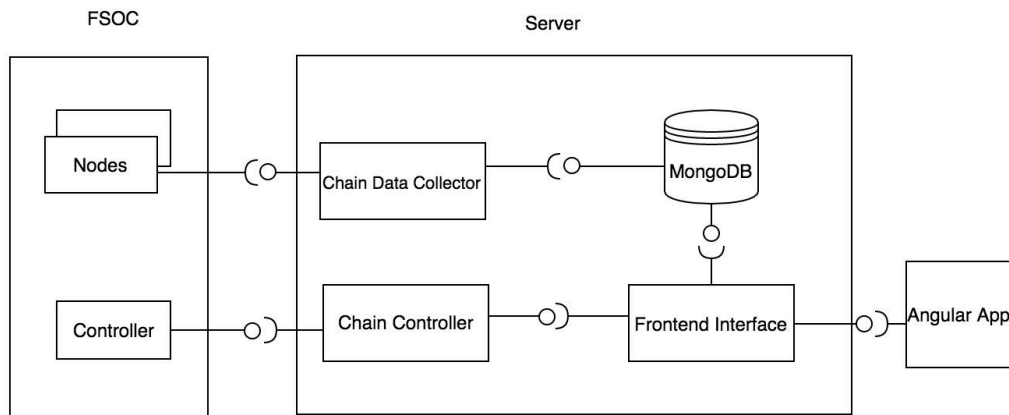 FSOC
Server
Nodes
Chain Data Collector
MongoDB
Controller
Chain Controller
Frontend Interface
Angular App